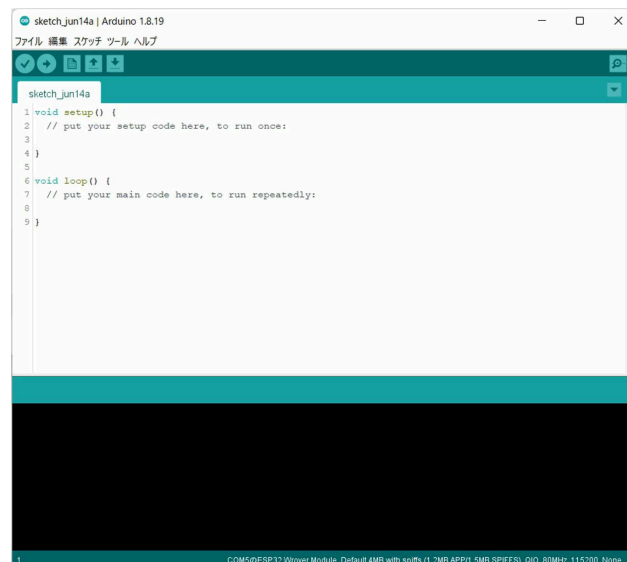 sketch_jun14a | Arduino 1.8.19
ファイル 編集 スケッチ ツール ヘルプ
sketch_jun14a
1 void setup() {
2   // put your setup code here, to run once:
3
4 }
5
6 void loop() {
7   // put your main code here, to run repeatedly:
8
9 }
1 COM5のESP32 Wrover Module, Default 4MB with spiffs (1.2MB APP/1.5MB SPIFFS), QIO, 80MHz, 115200, None